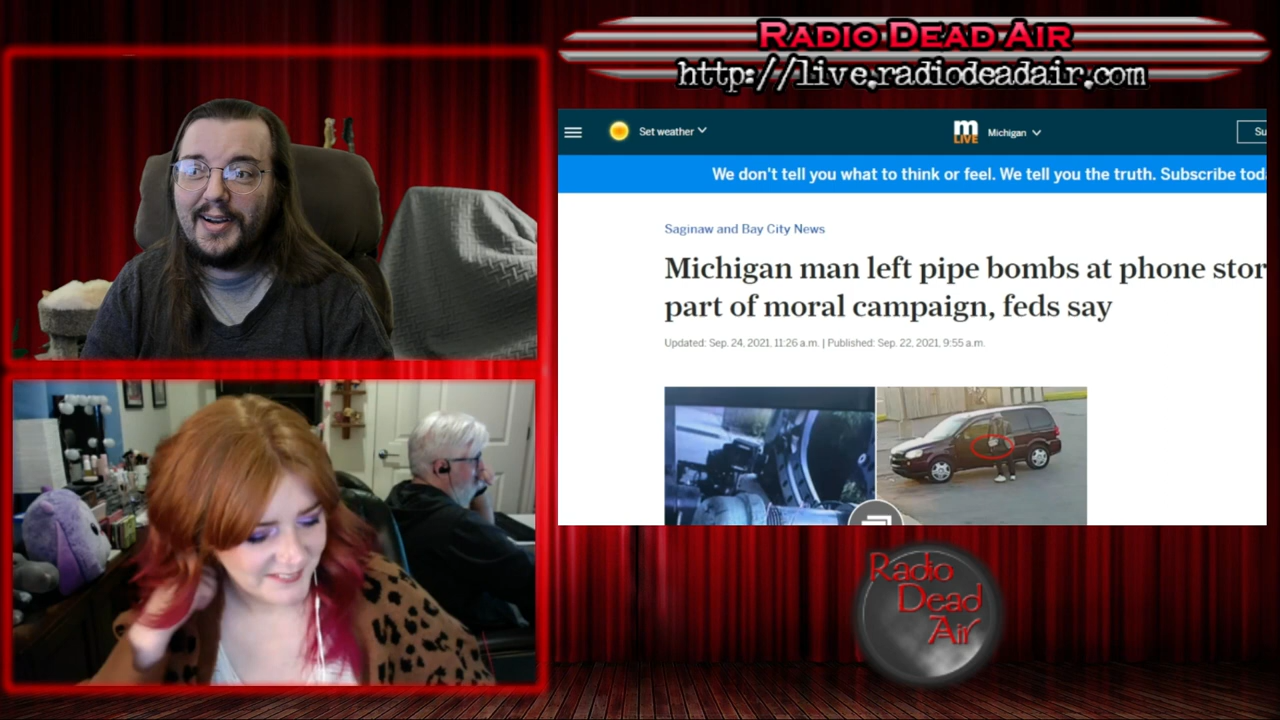 RADIO DEAD AIR
http://live.radiodeadair.com
Set weather
m
LIVE
Michigan
Su
We don't tell you what to think or feel. We tell you the truth. Subscribe tod
Saginaw and Bay City News
Michigan man left pipe bombs at phone stor
part of moral campaign, feds say
Updated: Sep. 24, 2021, 11:26 a.m. | Published: Sep. 22, 2021, 9:55 a.m.
Radio
Dead
Air